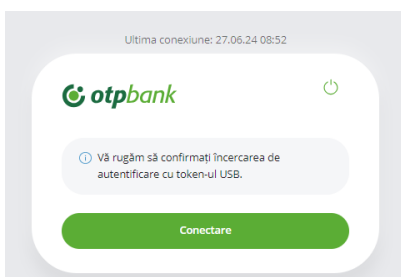 Ultima conexiune: 27.06.24 08:52
otpbank
Vă rugăm să confirmați încercarea de
autentificare cu token-ul USB.
Conectare